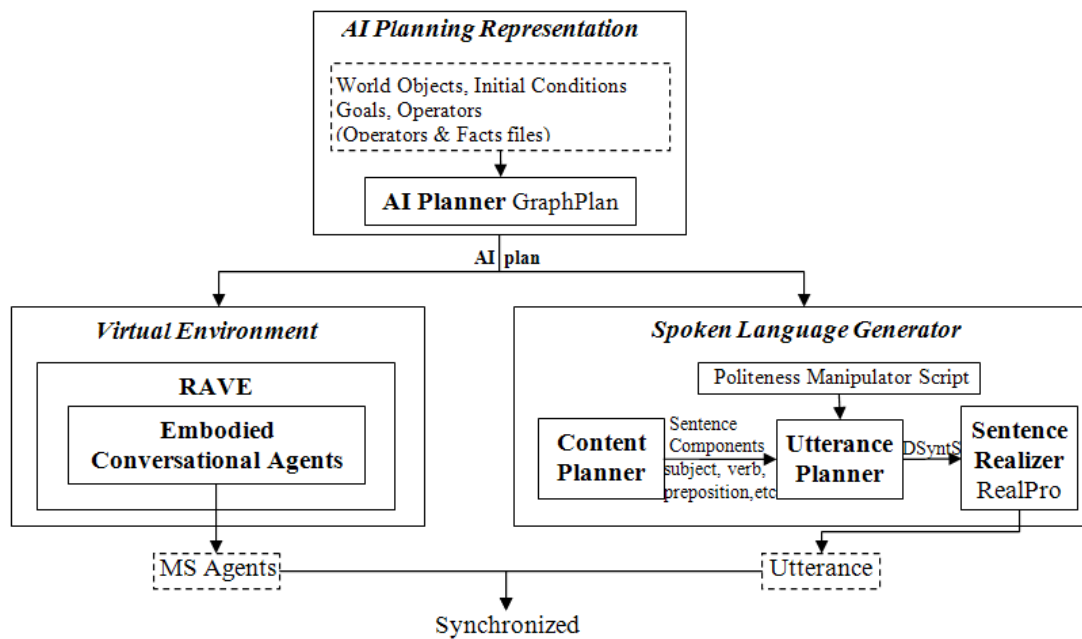 AI Planning Representation
World Objects, Initial Conditions
Goals, Operators
(Operators & Facts files)
AI Planner GraphPlan
AI plan
Virtual Environment
RAVE
Embodied
Conversational Agents
MS Agents
Spoken Language Generator
Politeness Manipulator Script
Content
Planner
Sentence
Components
subject, verb,
preposition,etc
Utterance
Planner
DSyntS
Sentence
Realizer
RealPro
Utterance
Synchronized